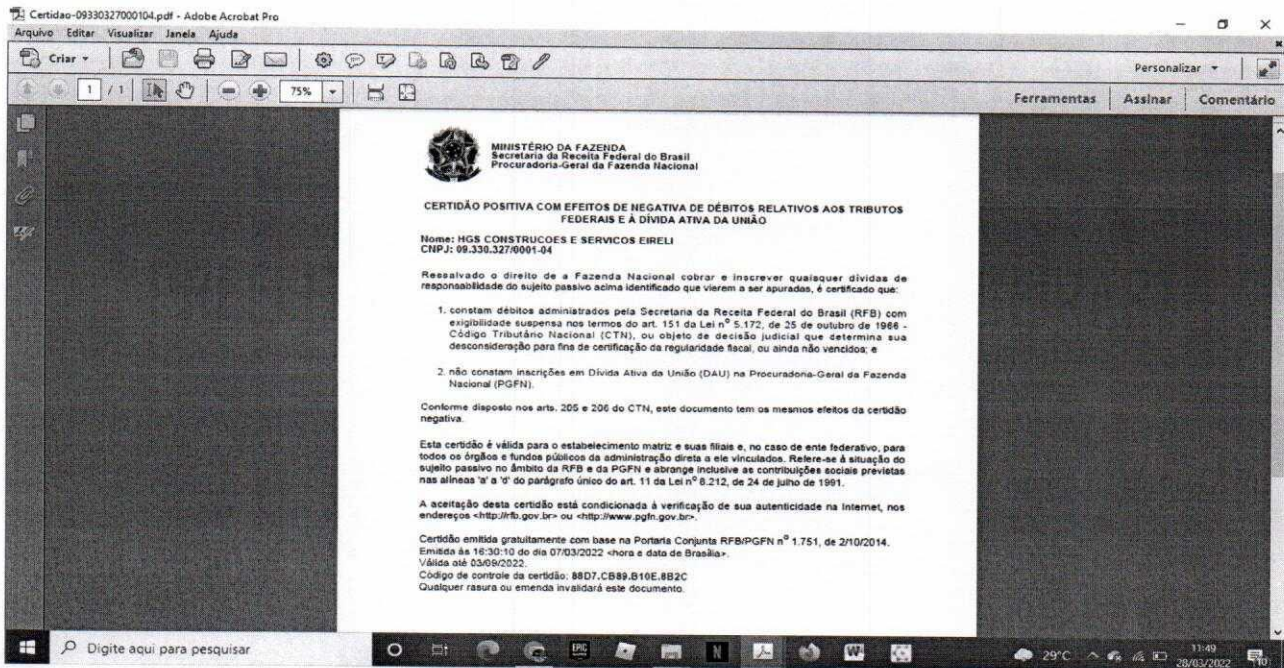 Certidao-09330327000104.pdf - Adobe Acrobat Pro
Arquivo Editar Visualizar Janela Ajuda
Criar
Personalizar
1 / 1 75%
Ferramentas Assinar Comentário
MINISTÉRIO DA FAZENDA
Secretaria da Receita Federal do Brasil
Procuradoria-Geral da Fazenda Nacional
CERTIDÃO POSITIVA COM EFEITOS DE NEGATIVA DE DÉBITOS RELATIVOS AOS TRIBUTOS
FEDERAIS E À DÍVIDA ATIVA DA UNIÃO
Nome: HGS CONSTRUCOES E SERVICOS EIRELI
CNPJ: 09.330.327/0001-04
Ressalvado o direito de a Fazenda Nacional cobrar e inscrever quaisquer dívidas de
responsabilidade do sujeito passivo acima identificado que vierem a ser apuradas, é certificado que:
1. constam débitos administrados pela Secretaria da Receita Federal do Brasil (RFB) com
exigibilidade suspensa nos termos do art. 151 da Lei nº 5.172, de 25 de outubro de 1966 -
Código Tributário Nacional (CTN), ou objeto de decisão judicial que determina sua
desconsideração para fins de certificação da regularidade fiscal, ou ainda não vencidos; e
2. não constam inscrições em Dívida Ativa da União (DAU) na Procuradoria-Geral da Fazenda
Nacional (PGFN).
Conforme disposto nos arts. 205 e 206 do CTN, este documento tem os mesmos efeitos da certidão
negativa.
Esta certidão é válida para o estabelecimento matriz e suas filiais e, no caso de ente federativo, para
todos os órgãos e fundos públicos da administração direta a ele vinculados. Refere-se à situação do
sujeito passivo no âmbito da RFB e da PGFN e abrange inclusive as contribuições sociais previstas
nas alíneas 'a' a 'd' do parágrafo único do art. 11 da Lei nº 8.212, de 24 de julho de 1991.
A aceitação desta certidão está condicionada à verificação de sua autenticidade na Internet, nos
endereços <http://rfb.gov.br> ou <http://www.pgfn.gov.br>.
Certidão emitida gratuitamente com base na Portaria Conjunta RFB/PGFN nº 1.751, de 2/10/2014.
Emitida às 16:30:10 do dia 07/03/2022 <hora e data de Brasília>.
Válida até 03/09/2022.
Código de controle da certidão: 88D7.CB89.B10E.8B2C
Qualquer rasura ou emenda invalidará este documento.
Digite aqui para pesquisar
EPIC
N
W
29°C
11:49
28/03/2022